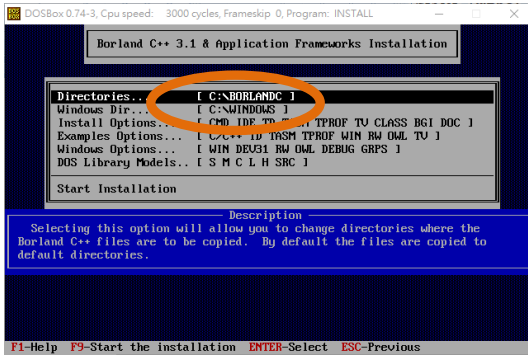 DOSBox 0.74-3, Cpu speed: 3000 cycles, Frameskip 0, Program: INSTALL
Borland C++ 3.1 & Application Frameworks Installation
Directories... [ C:\BORLANDC ]
Windows Dir... [ C:\WINDOWS ]
Install Options... [ CMD IDE TD TASM TPROF TV CLASS BGI DOC ]
Examples Options... [ C/C++ TD TASM TPROF WIN RW OWL TV ]
Windows Options... [ WIN DEV31 RW OWL DEBUG GRPS ]
DOS Library Models.. [ S M C L H SRC ]
Start Installation
Description
Selecting this option will allow you to change directories where the
Borland C++ files are to be copied. By default the files are copied to
default directories.
F1-Help F9-Start the installation ENTER-Select ESC-Previous